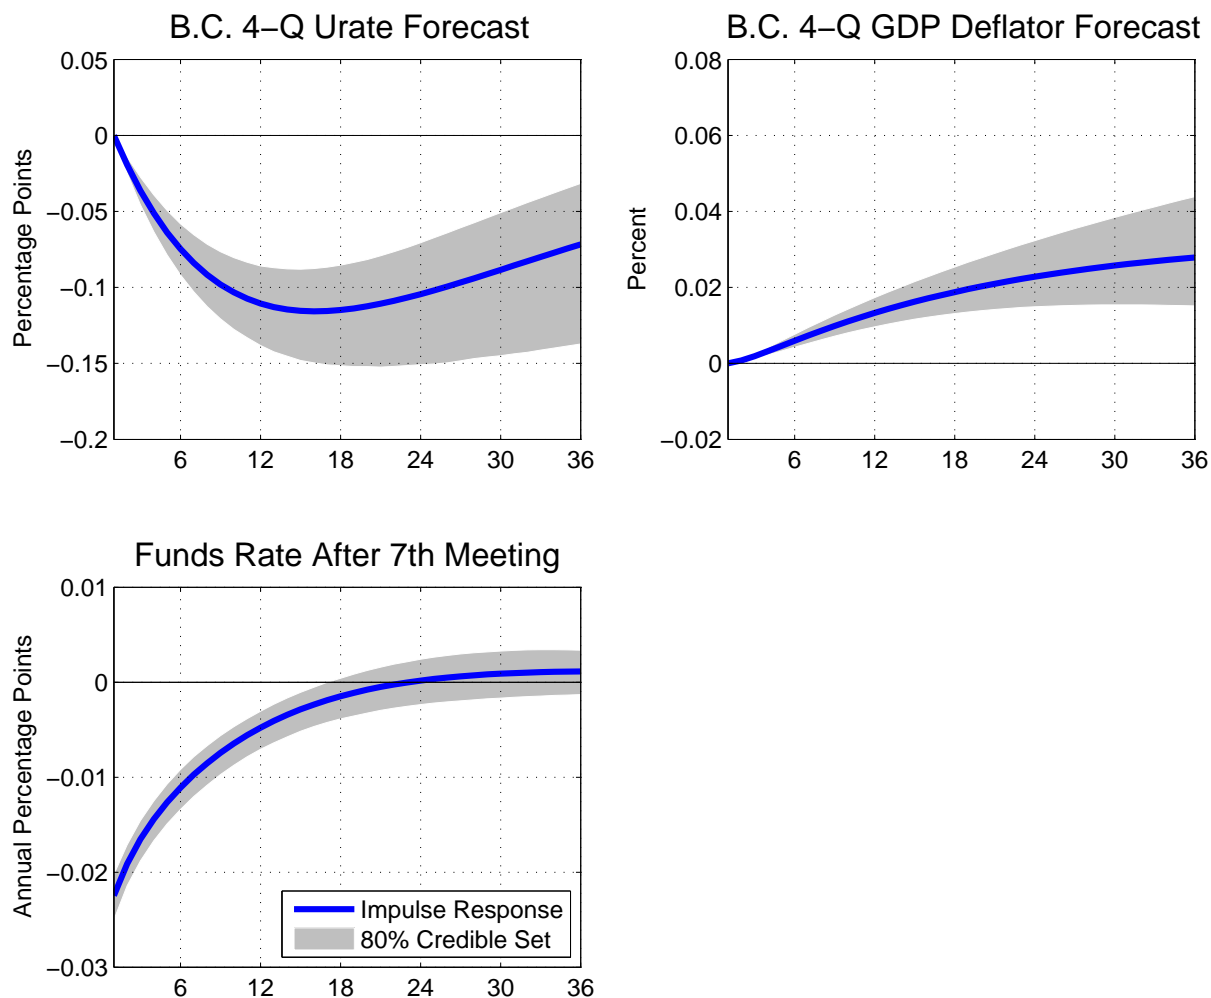 B.C. 4−Q Urate Forecast
Percentage Points
0.05
0
−0.05
−0.1
−0.15
−0.2
6 12 18 24 30 36
B.C. 4−Q GDP Deflator Forecast
Percent
0.08
0.06
0.04
0.02
0
−0.02
6 12 18 24 30 36
Funds Rate After 7th Meeting
Annual Percentage Points
0.01
0
−0.01
−0.02
−0.03
6 12 18 24 30 36
Impulse Response
80% Credible Set